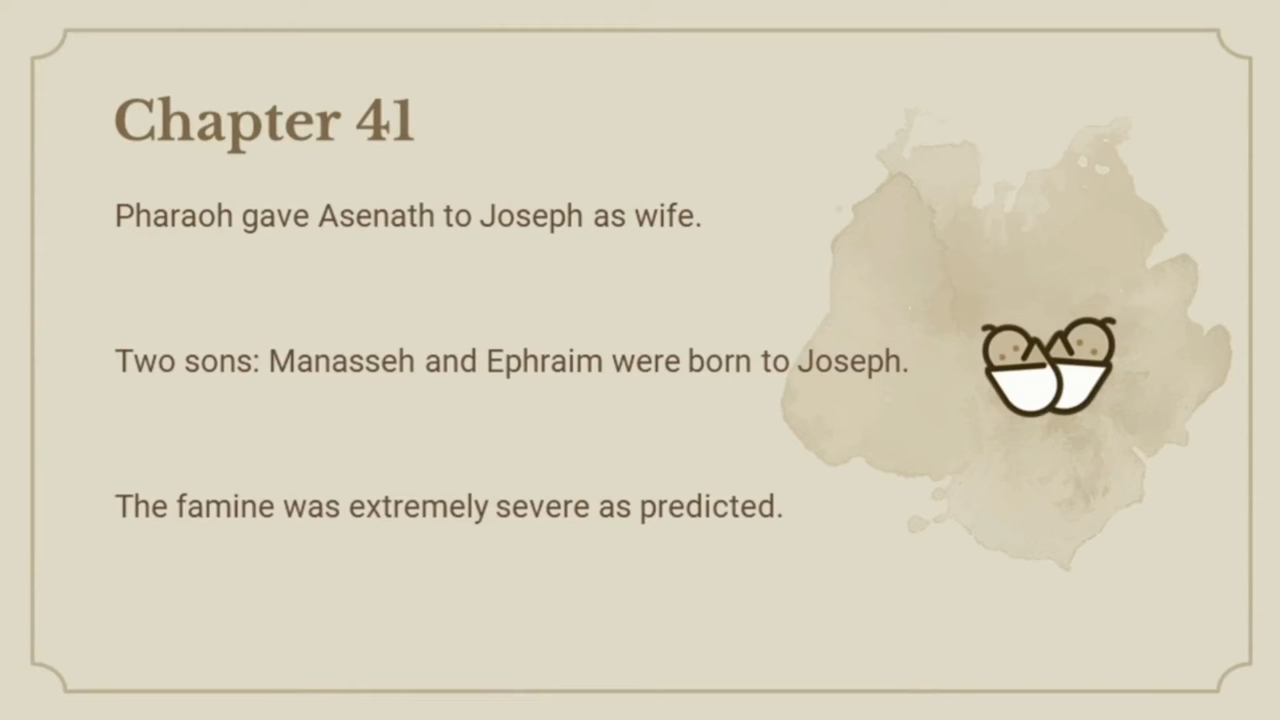 Chapter 41
Pharaoh gave Asenath to Joseph as wife.
Two sons: Manasseh and Ephraim were born to Joseph.
The famine was extremely severe as predicted.